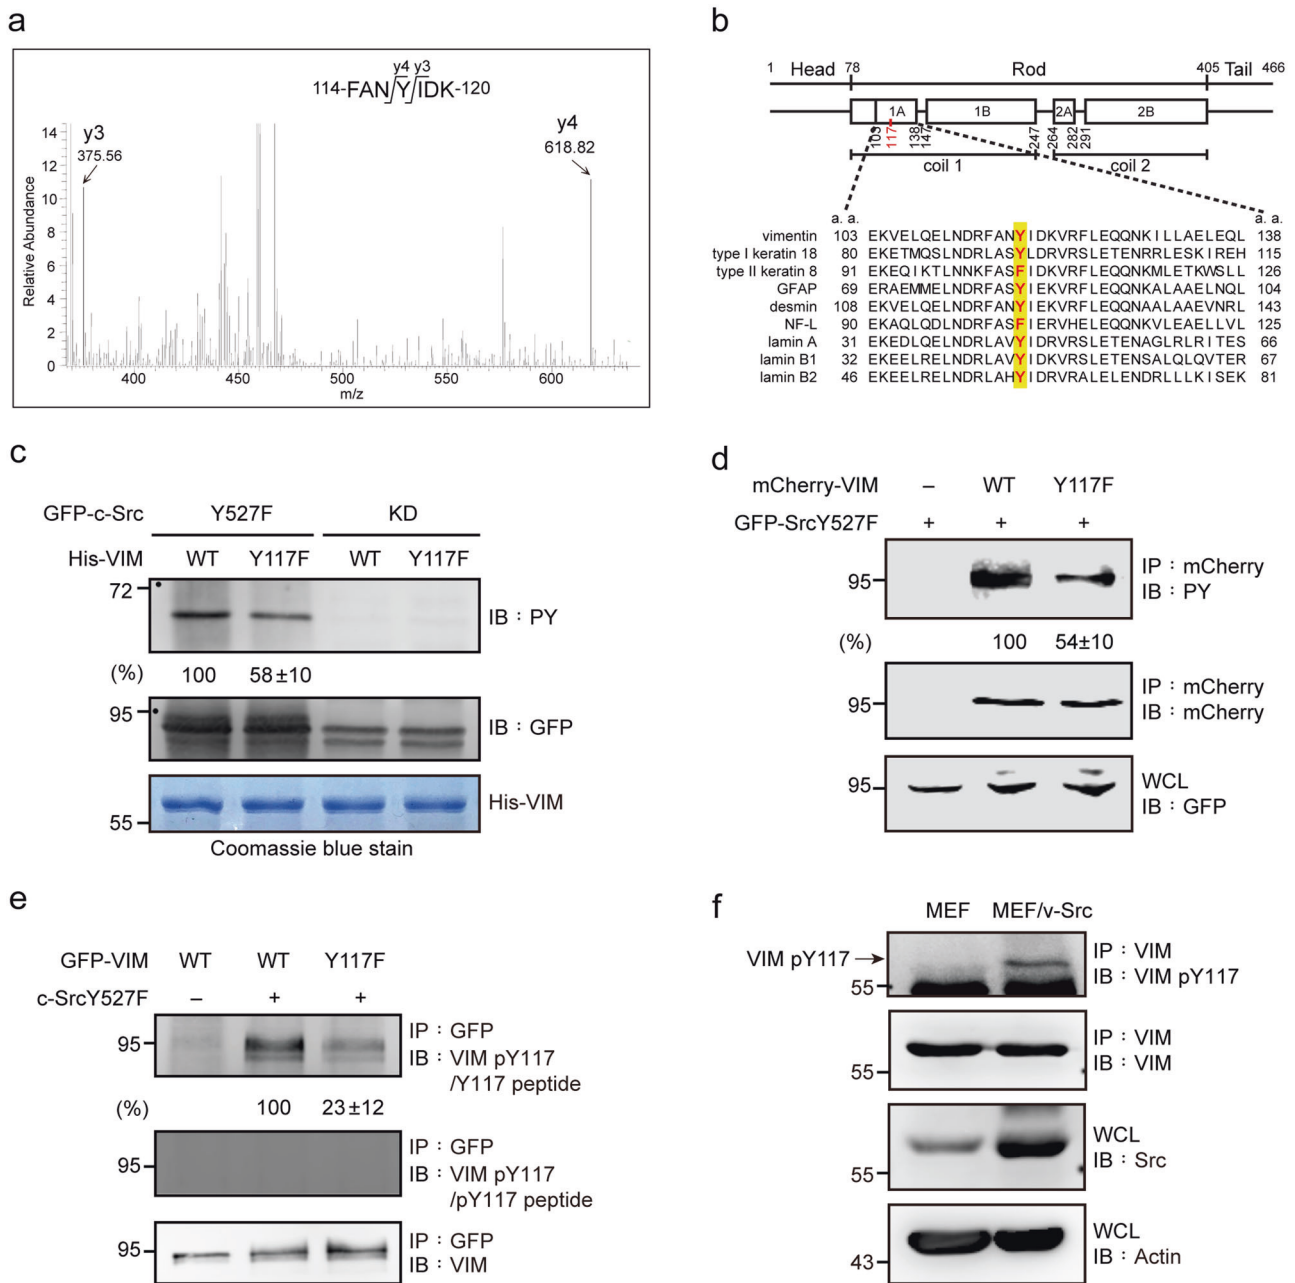 a
114-FANYIDK-120
y4 y3
y3
375.56
y4
618.82
Relative Abundance
14
12
10
8
6
4
2
0
400 450 500 550 600
m/z
b
1 Head 78 Rod 405 Tail 466
1A 1B 2A 2B
103 117 138 147 247 264 282 291
coil 1 coil 2
a. a. a. a.
vimentin 103 EKVELQELNDRFANYIDKVRFLEQQNKILLAELEQL 138
type I keratin 18 80 EKETMQSLNDRLASYLDRVRSLETENRRLESKIREH 115
type II keratin 8 91 EKEQIKTLNNKFASFIDKVRFLEQQNKMLETKWSLL 126
GFAP 69 ERAEMMELNDRFASYIEKVRFLEQQNKALAAELNQL 104
desmin 108 EKVELQELNDRFANYIEKVRFLEQQNAALAAEVNRL 143
NF-L 90 EKAQLQDLNDRFASFIERVHELEQQNKVLEAELLVL 125
lamin A 31 EKEDLQELNDRLAVYIDRVRSLETENAGLRLRITES 66
lamin B1 32 EKEELRELNDRLAVYIDRVRSLETENSALQLQVTER 67
lamin B2 46 EKEELRELNDRLAHYIDRVRALELENDRLLLKISEK 81
c
GFP-c-Src Y527F KD
His-VIM WT Y117F WT Y117F
72
IB : PY
(%) 100 58±10
95
IB : GFP
His-VIM
55
Coomassie blue stain
d
mCherry-VIM – WT Y117F
GFP-SrcY527F + + +
95
IP : mCherry
IB : PY
(%) 100 54±10
95
IP : mCherry
IB : mCherry
95
WCL
IB : GFP
e
GFP-VIM WT WT Y117F
c-SrcY527F – + +
95
IP : GFP
IB : VIM pY117
/Y117 peptide
(%) 100 23±12
95
IP : GFP
IB : VIM pY117
/pY117 peptide
95
IP : GFP
IB : VIM
f
MEF MEF/v-Src
VIM pY117
55
IP : VIM
IB : VIM pY117
IP : VIM
IB : VIM
55
WCL
IB : Src
55
WCL
IB : Actin
43